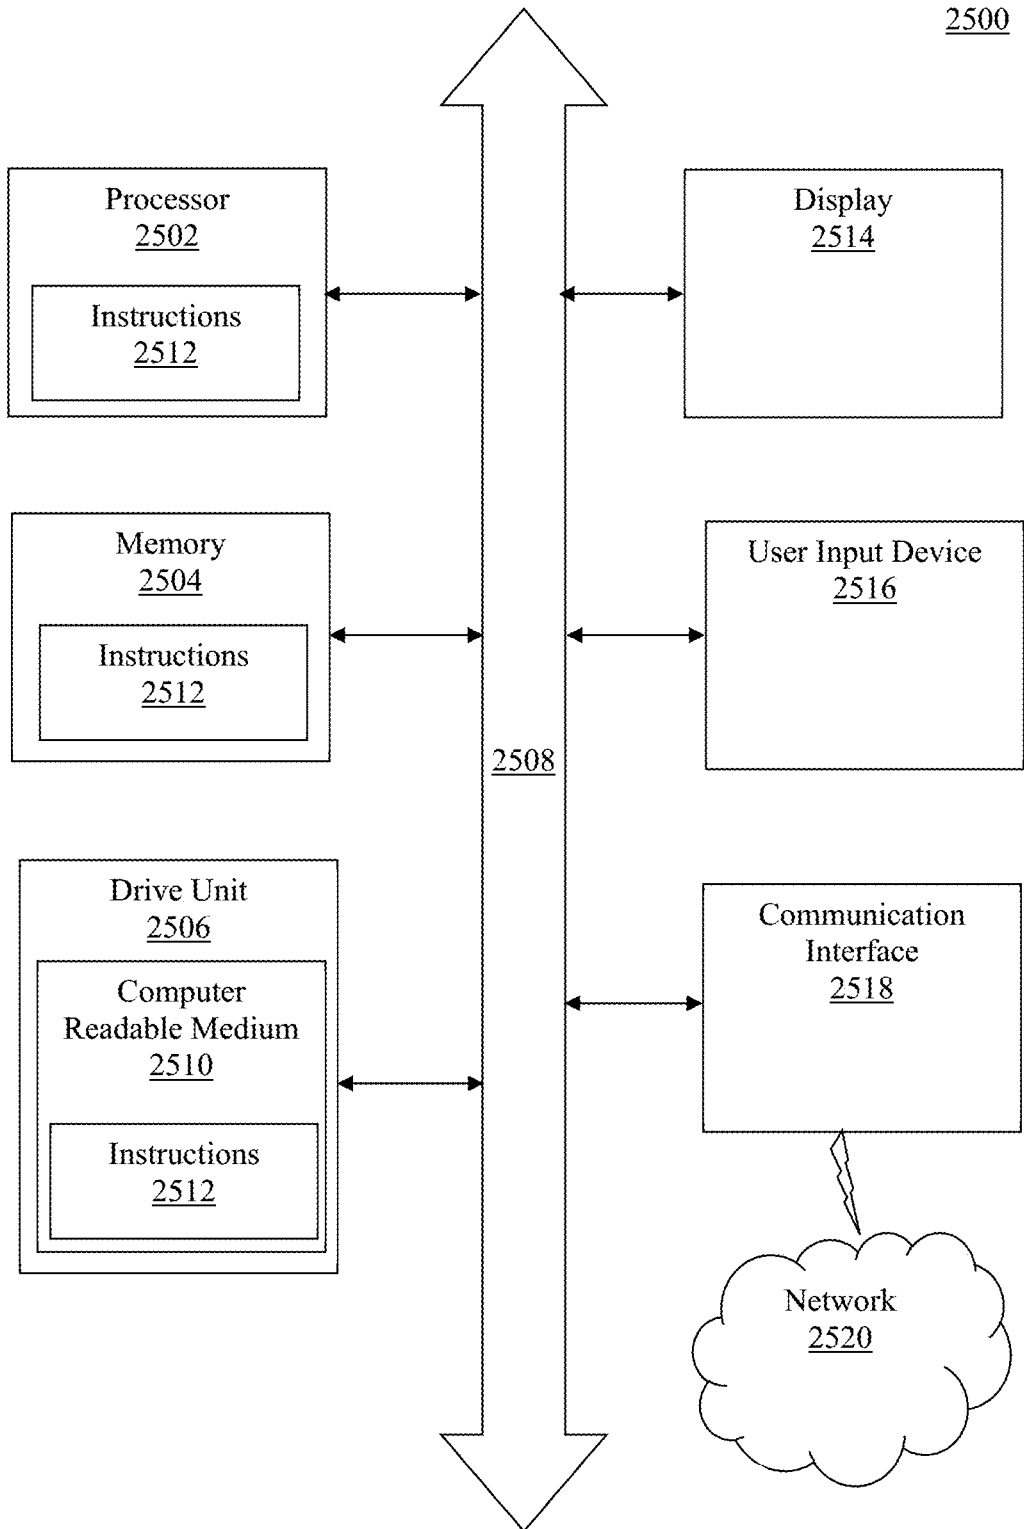 2500
Processor
2502
Instructions
2512
Display
2514
Memory
2504
Instructions
2512
User Input Device
2516
2508
Drive Unit
2506
Computer
Readable Medium
2510
Instructions
2512
Communication
Interface
2518
Network
2520